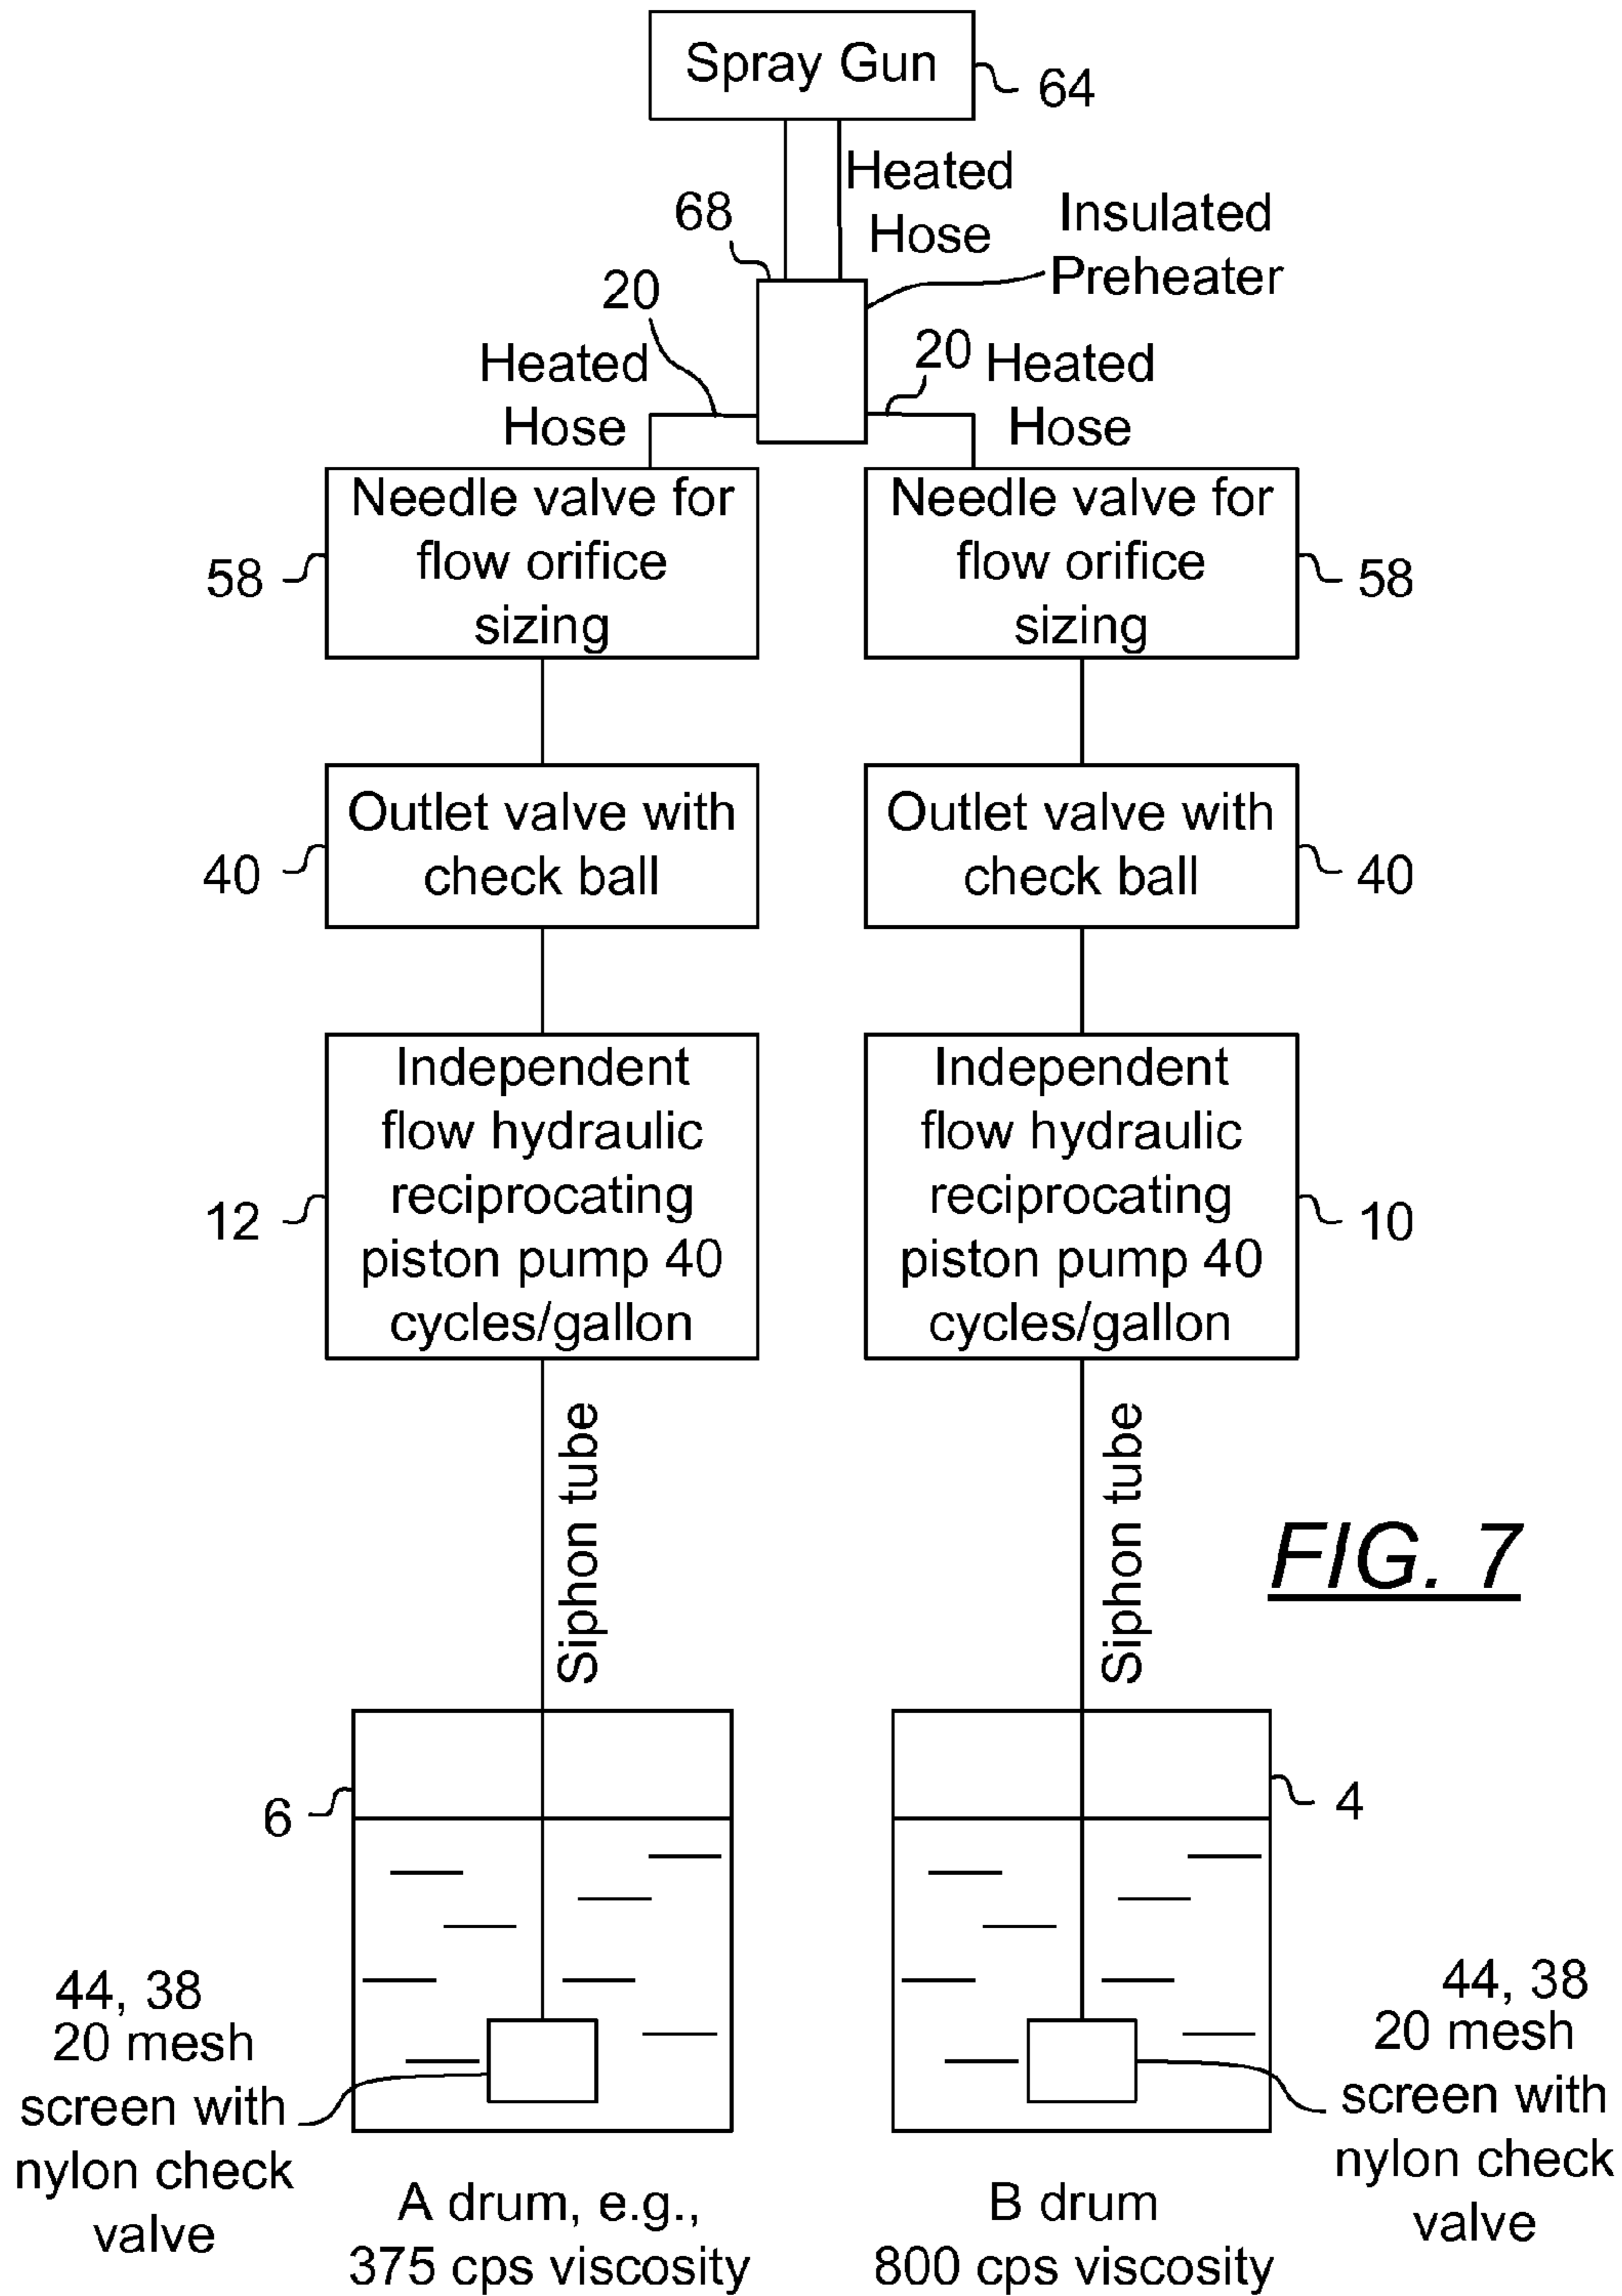 Spray Gun
64
Heated
Hose
68
Insulated
Preheater
20
Heated
Hose
20
Heated
Hose
Needle valve for
flow orifice
sizing
58
Needle valve for
flow orifice
sizing
58
Outlet valve with
check ball
40
Outlet valve with
check ball
40
Independent
flow hydraulic
reciprocating
piston pump 40
cycles/gallon
12
Independent
flow hydraulic
reciprocating
piston pump 40
cycles/gallon
10
Siphon tube
Siphon tube
FIG. 7
6
4
44, 38
20 mesh
screen with
nylon check
valve
44, 38
20 mesh
screen with
nylon check
valve
A drum, e.g.,
375 cps viscosity
B drum
800 cps viscosity